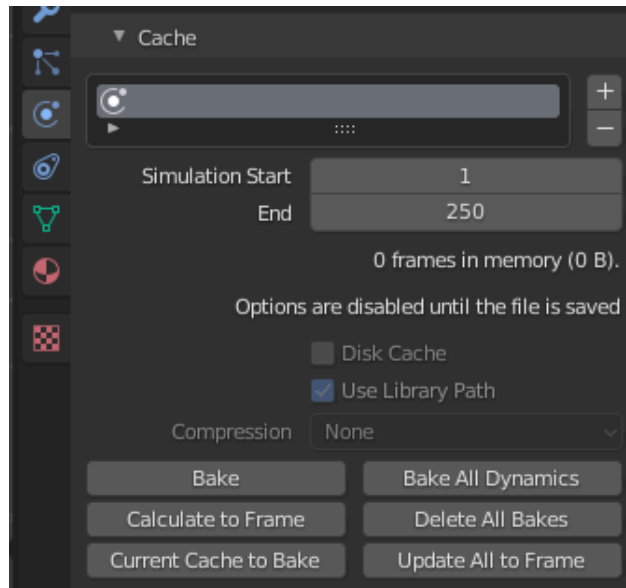 Cache
Simulation Start 1
End 250
0 frames in memory (0 B).
Options are disabled until the file is saved
Disk Cache
Use Library Path
Compression None
Bake Bake All Dynamics
Calculate to Frame Delete All Bakes
Current Cache to Bake Update All to Frame